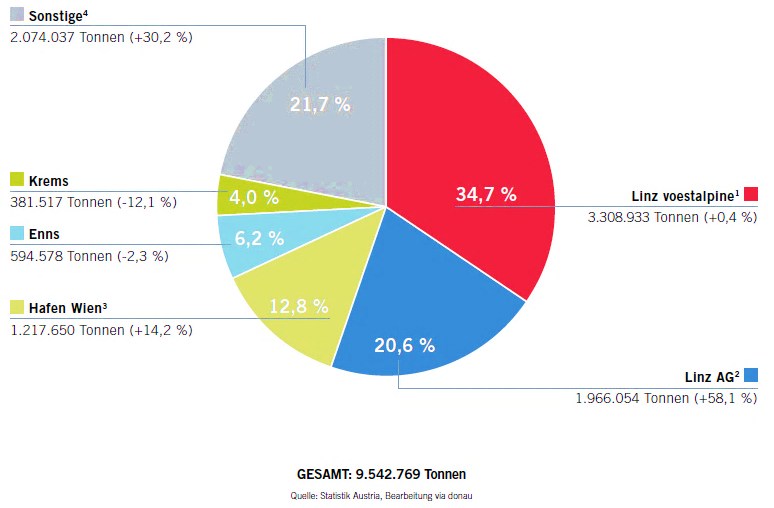 Sonstige⁴
2.074.037 Tonnen (+30,2 %)
21,7 %
Krems
381.517 Tonnen (-12,1 %)
4,0 %
Enns
594.578 Tonnen (-2,3 %)
6,2 %
Hafen Wien³
1.217.650 Tonnen (+14,2 %)
12,8 %
34,7 %
Linz voestalpine¹
3.308.933 Tonnen (+0,4 %)
20,6 %
Linz AG²
1.966.054 Tonnen (+58,1 %)
GESAMT: 9.542.769 Tonnen
Quelle: Statistik Austria, Bearbeitung via donau